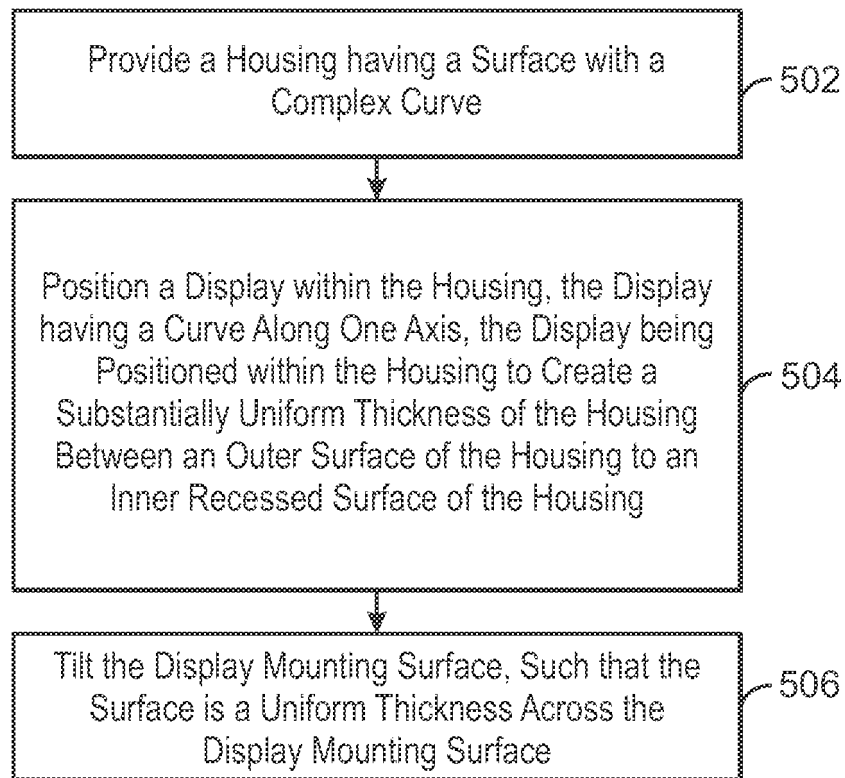 Provide a Housing having a Surface with a
Complex Curve
502
Position a Display within the Housing, the Display
having a Curve Along One Axis, the Display being
Positioned within the Housing to Create a
Substantially Uniform Thickness of the Housing
Between an Outer Surface of the Housing to an
Inner Recessed Surface of the Housing
504
Tilt the Display Mounting Surface, Such that the
Surface is a Uniform Thickness Across the
Display Mounting Surface
506